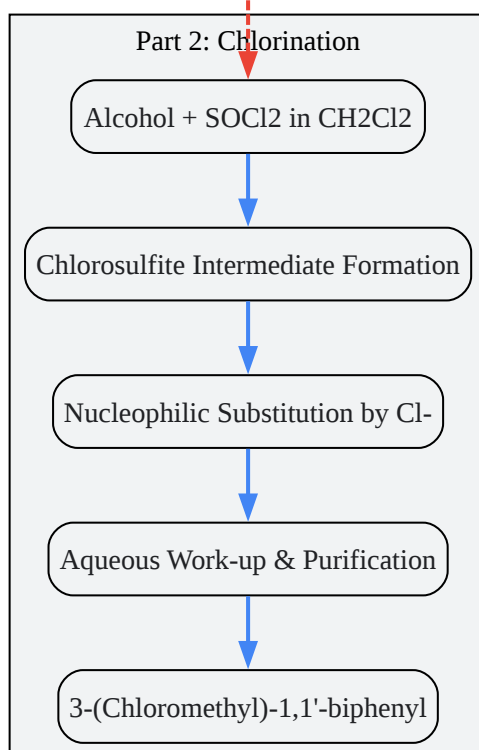 Part 2: Chlorination
Alcohol + SOCl2 in CH2Cl2
Chlorosulfite Intermediate Formation
Nucleophilic Substitution by Cl-
Aqueous Work-up & Purification
3-(Chloromethyl)-1,1'-biphenyl